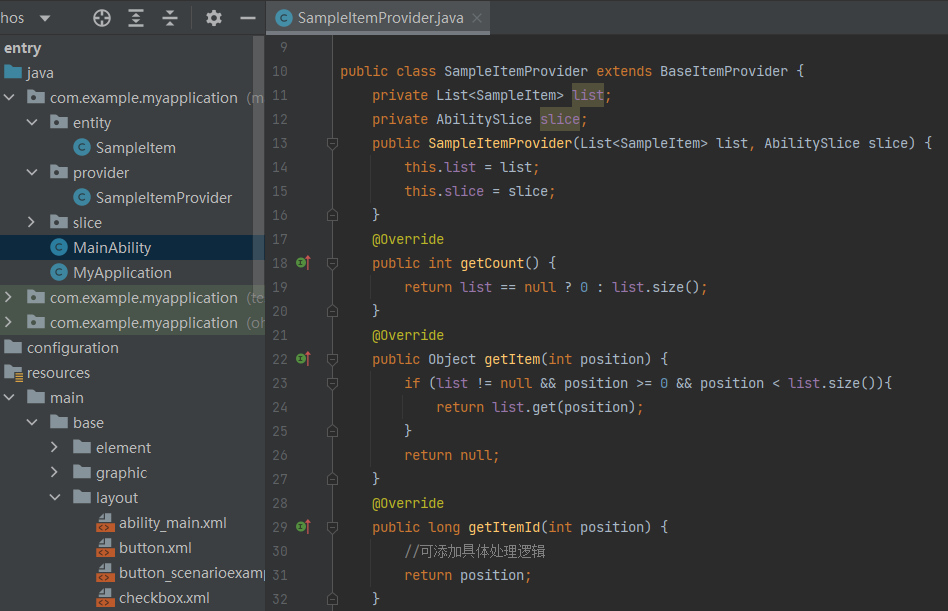 hos
SampleItemProvider.java
entry
java
com.example.myapplication (m
entity
SampleItem
provider
SampleItemProvider
slice
MainAbility
MyApplication
com.example.myapplication (te
com.example.myapplication (oh
configuration
resources
main
base
element
graphic
layout
ability_main.xml
button.xml
button_scenarioexamp
checkbox.xml
9
10 public class SampleItemProvider extends BaseItemProvider {
11 private List<SampleItem> list;
12 private AbilitySlice slice;
13 public SampleItemProvider(List<SampleItem> list, AbilitySlice slice) {
14 this.list = list;
15 this.slice = slice;
16 }
17 @Override
18 public int getCount() {
19 return list == null ? 0 : list.size();
20 }
21 @Override
22 public Object getItem(int position) {
23 if (list != null && position >= 0 && position < list.size()){
24 return list.get(position);
25 }
26 return null;
27 }
28 @Override
29 public long getItemId(int position) {
30 //可添加具体处理逻辑
31 return position;
32 }